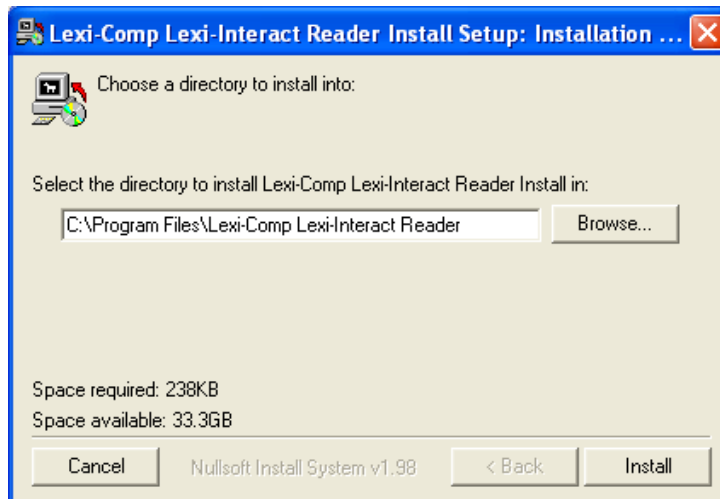 Lexi-Comp Lexi-Interact Reader Install Setup: Installation ...
Choose a directory to install into:
Select the directory to install Lexi-Comp Lexi-Interact Reader Install in:
C:\Program Files\Lexi-Comp Lexi-Interact Reader
Browse...
Space required: 238KB
Space available: 33.3GB
Cancel
Nullsoft Install System v1.98
< Back
Install